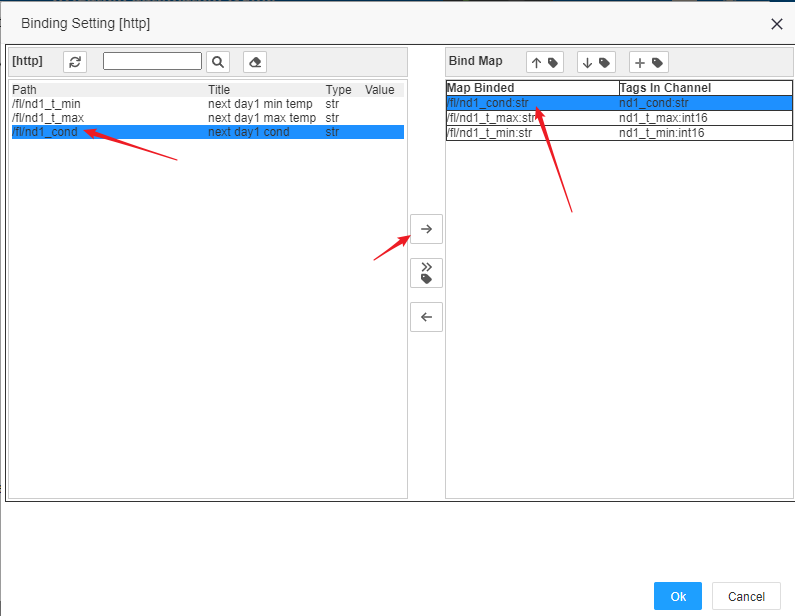 Binding Setting [http]
[http]
Path Title Type Value
/fl/nd1_t_min next day1 min temp str
/fl/nd1_t_max next day1 max temp str
/fl/nd1_cond next day1 cond str
Bind Map
Map Binded Tags In Channel
/fl/nd1_cond:str nd1_cond:str
/fl/nd1_t_max:str nd1_t_max:int16
/fl/nd1_t_min:str nd1_t_min:int16
Ok Cancel